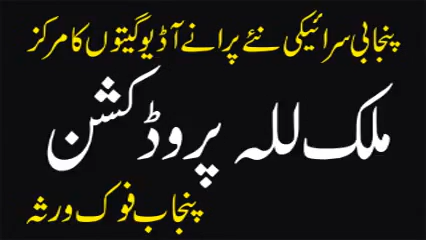 پنجابی سرائیکی نئے پرانے آڈیو گیتوں کا مرکز
ملک للہ پروڈکشن
پنجاب فوک ورثہ